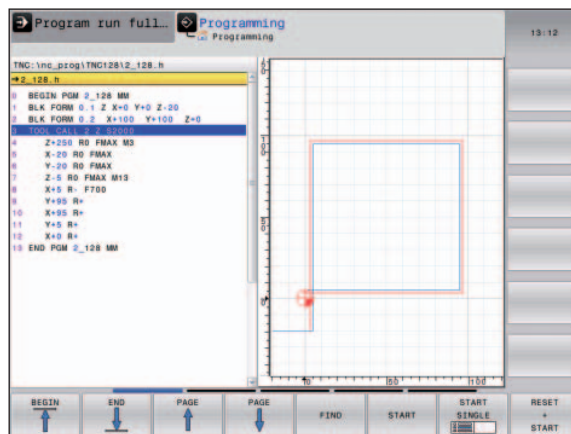 Program run full…
Programming
Programming
13:12
TNC:\nc_prog\TNC128\2_128.h
→2_128.h
0 BEGIN PGM 2_128 MM
1 BLK FORM 0.1 Z X+0 Y+0 Z-20
2 BLK FORM 0.2 X+100 Y+100 Z+0
3 TOOL CALL 2 Z S2000
4 Z+250 R0 FMAX M3
5 X-20 R0 FMAX
6 Y-20 R0 FMAX
7 Z-5 R0 FMAX M13
8 X+5 R- F700
9 Y+95 R+
10 X+95 R+
11 Y+5 R+
12 X+0 R+
13 END PGM 2_128 MM
100
50
0
0
50
100
BEGIN
END
PAGE
PAGE
FIND
START
START
SINGLE
RESET
+
START